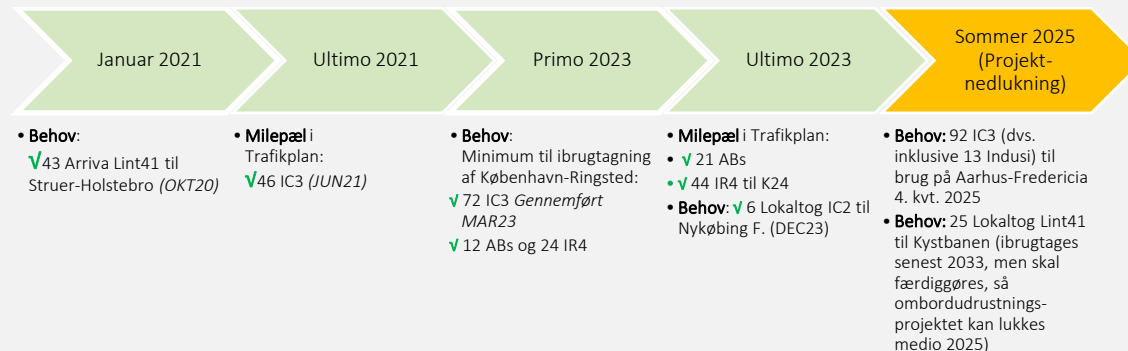 Januar 2021
Ultimo 2021
Primo 2023
Ultimo 2023
Sommer 2025
(Projekt-
nedlukning)
• Behov:
√43 Arriva Lint41 til
Struer-Holstebro (OKT20)
• Milepæl i
Trafikplan:
√46 IC3 (JUN21)
• Behov:
Minimum til ibrugtagning
af København-Ringsted:
√ 72 IC3 Gennemført
MAR23
√ 12 ABs og 24 IR4
• Milepæl i Trafikplan:
• √ 21 ABs
• √ 44 IR4 til K24
• Behov: √ 6 Lokaltog IC2 til
Nykøbing F. (DEC23)
• Behov: 92 IC3 (dvs.
inklusive 13 Indusi) til
brug på Aarhus-Fredericia
4. kvt. 2025
• Behov: 25 Lokaltog Lint41
til Kystbanen (ibrugtages
senest 2033, men skal
færdiggøres, så
ombordudrustnings-
projektet kan lukkes
medio 2025)